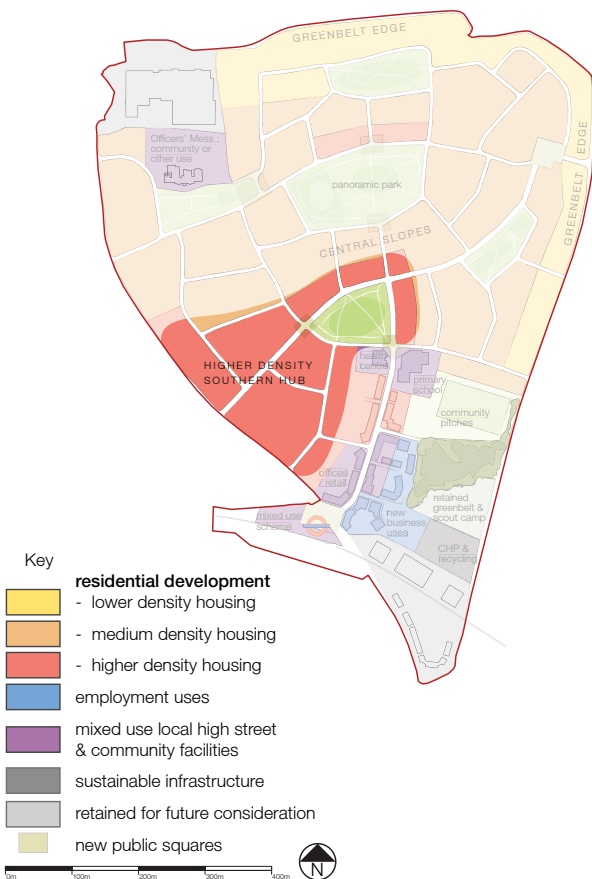 GREENBELT EDGE
Officers' Mess :
community or
other use
panoramic park
GREENBELT EDGE
CENTRAL SLOPES
HIGHER DENSITY
SOUTHERN HUB
health
centre
primary
school
community
pitches
offices
/ retail
mixed use
scheme
new
business
uses
retained
greenbelt &
scout camp
CHP &
recycling
Key
residential development
- lower density housing
- medium density housing
- higher density housing
employment uses
mixed use local high street
& community facilities
sustainable infrastructure
retained for future consideration
new public squares
0m 100m 200m 300m 400m
N